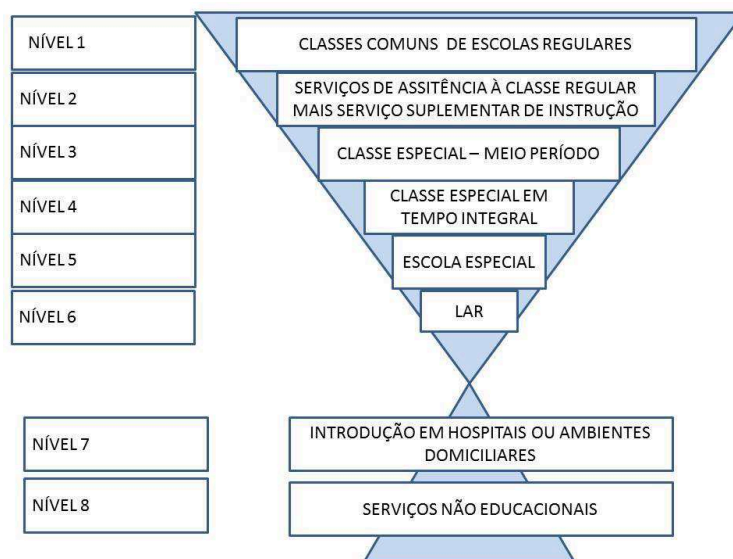 NÍVEL 1
CLASSES COMUNS DE ESCOLAS REGULARES
NÍVEL 2
SERVIÇOS DE ASSITÊNCIA À CLASSE REGULAR
MAIS SERVIÇO SUPLEMENTAR DE INSTRUÇÃO
NÍVEL 3
CLASSE ESPECIAL – MEIO PERÍODO
NÍVEL 4
CLASSE ESPECIAL EM
TEMPO INTEGRAL
NÍVEL 5
ESCOLA ESPECIAL
NÍVEL 6
LAR
NÍVEL 7
INTRODUÇÃO EM HOSPITAIS OU AMBIENTES
DOMICILIARES
NÍVEL 8
SERVIÇOS NÃO EDUCACIONAIS